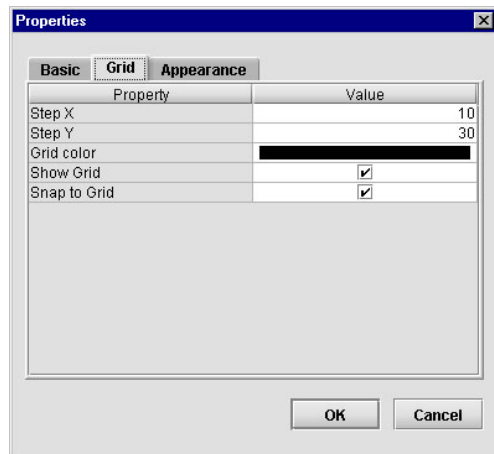 Properties
Basic Grid Appearance
Property Value
Step X 10
Step Y 30
Grid color
Show Grid
Snap to Grid
OK Cancel